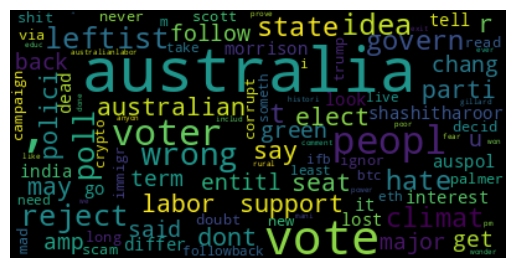 shit never scott tell r
via m follow state idea read
leftist take morrison i govern
back australia chang
campaign polici dead australian t look live parti
, poll voter crypto someth corrupt green elect shashitharoor decid
wrong say peopl u won
india term entitl seat ifb ignor auspol
may go immigr least btc hate palmer
need labor support it eth interest
reject said dont doubt new lost climat
mad amp long differ vote major get
scam followback pm
educ australianlabor trump prove ever
histori gillard done anyon includ poor fear
like rural comment power wonder